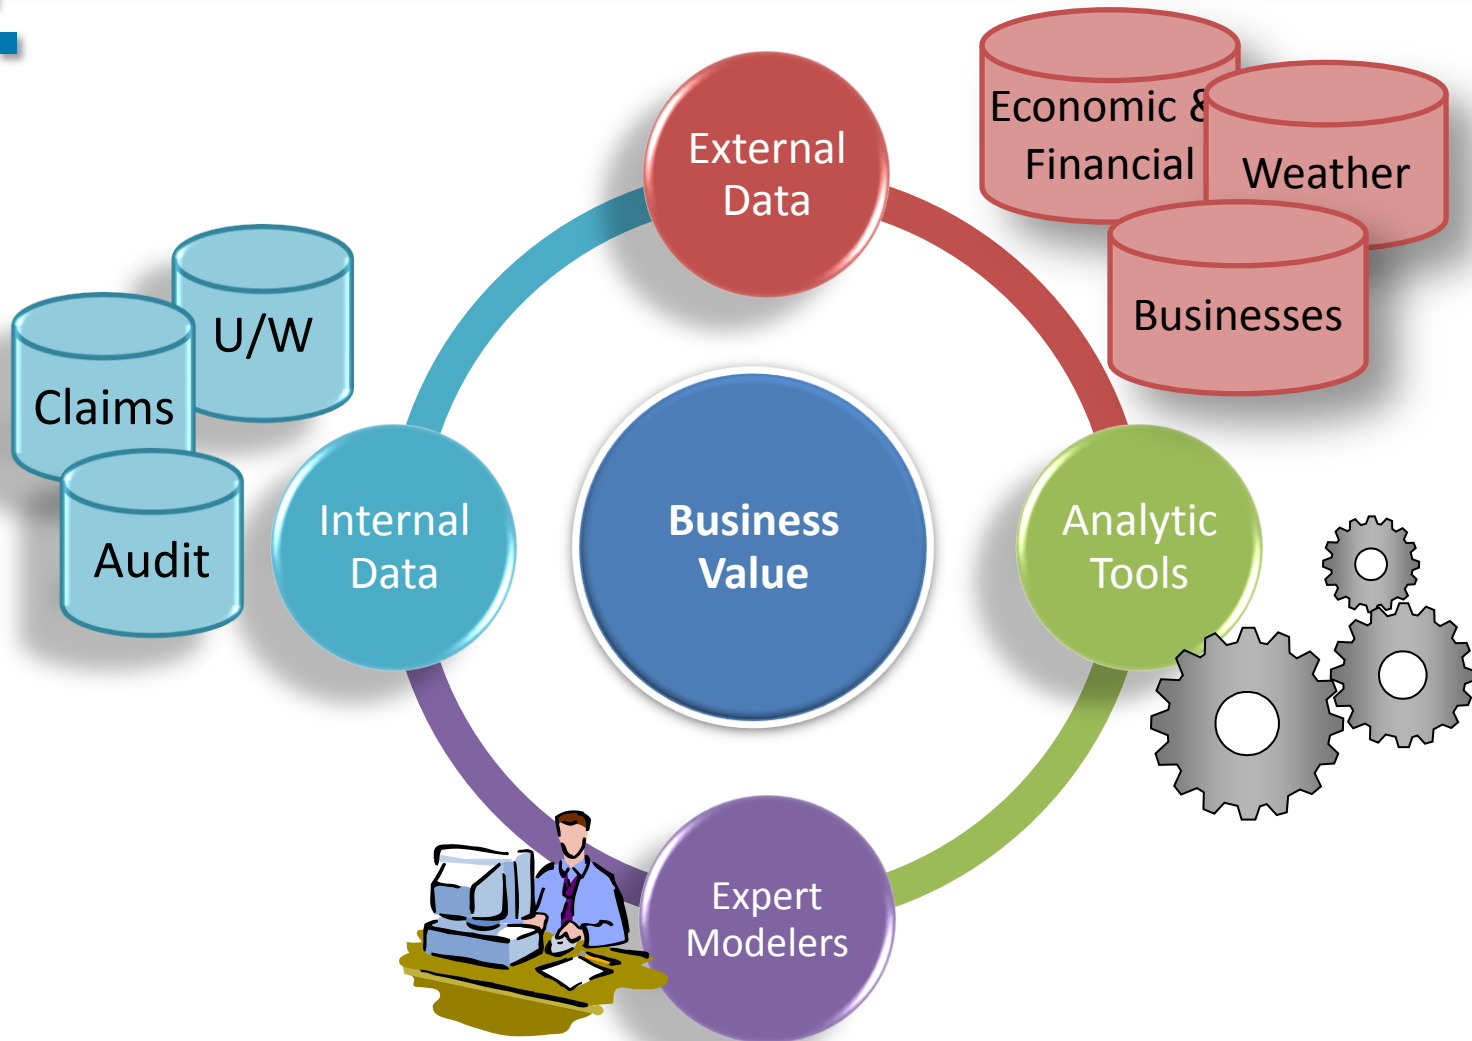 External
Data
Economic &
Financial
Weather
Businesses
U/W
Claims
Audit
Internal
Data
Business
Value
Analytic
Tools
Expert
Modelers